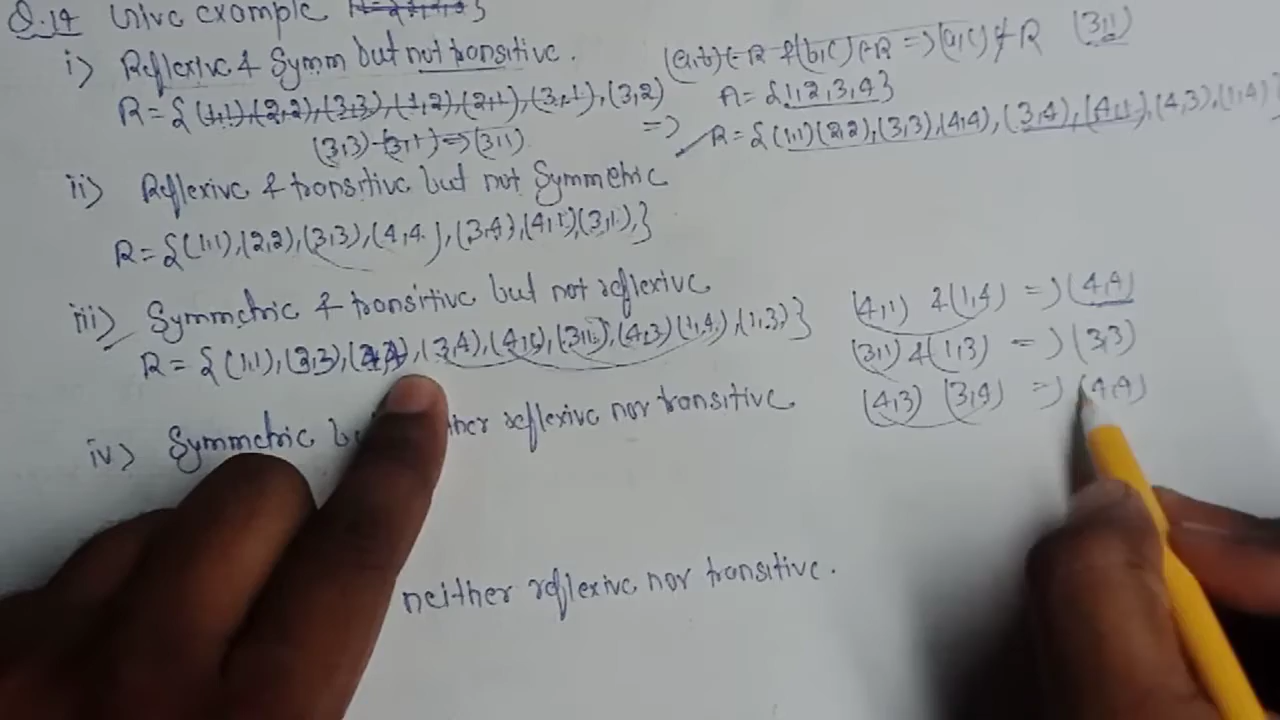 Q.14 Give example
i) Reflexive & Symm but not transitive.
(a,b)∈R &(b,c)∈R =>(a,c)∉R (3,1)
R={(1,1),(2,2),(3,3),(1,2),(2,1),(3,1),(3,2)
A={1,2,3,4}
(3,3)-(3,1)=>(3,1)
=> R={(1,1)(2,2),(3,3),(4,4),(3,4),(4,1),(4,3),(1,4)}
ii) Reflexive & transitive but not Symmetric
R={(1,1),(2,2),(3,3),(4,4),(3,4),(4,1),(3,1),}
iii) Symmetric & transitive but not reflexive
R={(1,1),(3,3),(4,4),(3,4),(4,1),(3,1),(4,3)(1,4),(1,3)}
(4,1) &(1,4) =>(4,4)
(3,1)&(1,3) =>(3,3)
(4,3) (3,4) =>(4,4)
iv) Symmetric reflexive nor transitive
neither reflexive nor transitive.